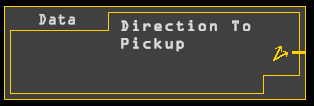 Data
Direction To
Pickup